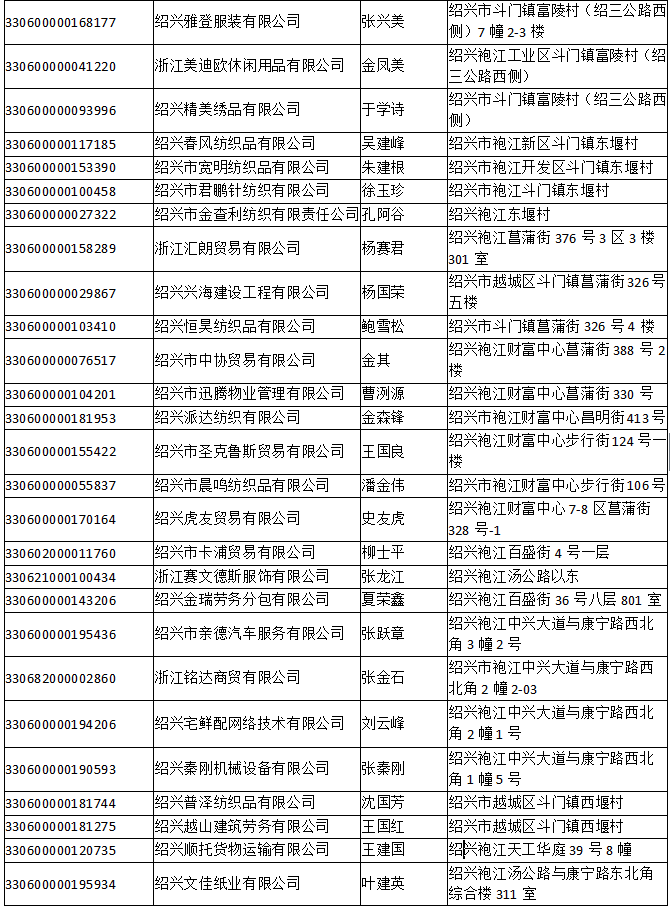 330600000168177 绍兴雅登服装有限公司 张兴美 绍兴市斗门镇富陵村（绍三公路西
侧）7 幢 2-3 楼
330600000041220 浙江美迪欧休闲用品有限公司 金凤美 绍兴袍江工业区斗门镇富陵村（绍
三公路西侧）
330600000093996 绍兴精美绣品有限公司 于学诗 绍兴市斗门镇富陵村（绍三公路西
侧）
330600000117185 绍兴春风纺织品有限公司 吴建峰 绍兴市袍江新区斗门镇东堰村
330600000153390 绍兴市宽明纺织品有限公司 朱建根 绍兴市袍江开发区斗门镇东堰村
330600000100458 绍兴市君鹏针纺织有限公司 徐玉珍 绍兴市袍江斗门镇东堰村
330600000027322 绍兴市金查利纺织有限责任公司 孔阿谷 绍兴袍江东堰村
330600000158289 浙江汇朗贸易有限公司 杨赛君 绍兴袍江菖蒲街 376 号 3 区 3 楼
301 室
330600000029867 绍兴兴海建设工程有限公司 杨国荣 绍兴市越城区斗门镇菖蒲街 326 号
五楼
330600000103410 绍兴恒昊纺织品有限公司 鲍雪松 绍兴市斗门镇菖蒲街 326 号 4 楼
330600000076517 绍兴市中协贸易有限公司 金其 绍兴袍江财富中心菖蒲街 388 号 2
楼
330600000104201 绍兴市迅腾物业管理有限公司 曹洌源 绍兴袍江财富中心菖蒲街 330 号
330600000181953 绍兴派达纺织有限公司 金森锋 绍兴市袍江财富中心昌明街 413 号
330600000155422 绍兴市圣克鲁斯贸易有限公司 王国良 绍兴袍江财富中心步行街 124 号一
楼
330600000055837 绍兴市晨鸣纺织品有限公司 潘金伟 绍兴市袍江财富中心步行街 106 号
330600000170164 绍兴虎友贸易有限公司 史友虎 绍兴袍江财富中心 7-8 区菖蒲街
328 号-1
330602000011760 绍兴市卡浦贸易有限公司 柳士平 绍兴袍江百盛街 4 号一层
330621000100434 浙江赛文德斯服饰有限公司 张龙江 绍兴袍江汤公路以东
330600000143206 绍兴金瑞劳务分包有限公司 夏荣鑫 绍兴袍江百盛街 36 号八层 801 室
330600000195436 绍兴市亲德汽车服务有限公司 张跃章 绍兴袍江中兴大道与康宁路西北
角 3 幢 2 号
330682000002860 浙江铭达商贸有限公司 张金石 绍兴市袍江中兴大道与康宁路西
北角 2 幢 2-03
330600000194206 绍兴宅鲜配网络技术有限公司 刘云峰 绍兴袍江中兴大道与康宁路西北
角 2 幢 1 号
330600000190593 绍兴秦刚机械设备有限公司 张秦刚 绍兴袍江中兴大道与康宁路西北
角 1 幢 5 号
330600000181744 绍兴普泽纺织品有限公司 沈国芳 绍兴市越城区斗门镇西堰村
330600000181275 绍兴越山建筑劳务有限公司 王国红 绍兴市越城区斗门镇西堰村
330600000120735 绍兴顺托货物运输有限公司 王建国 绍兴袍江天工华庭 39 号 8 幢
330600000195934 绍兴文佳纸业有限公司 叶建英 绍兴袍江汤公路与康宁路东北角
综合楼 311 室